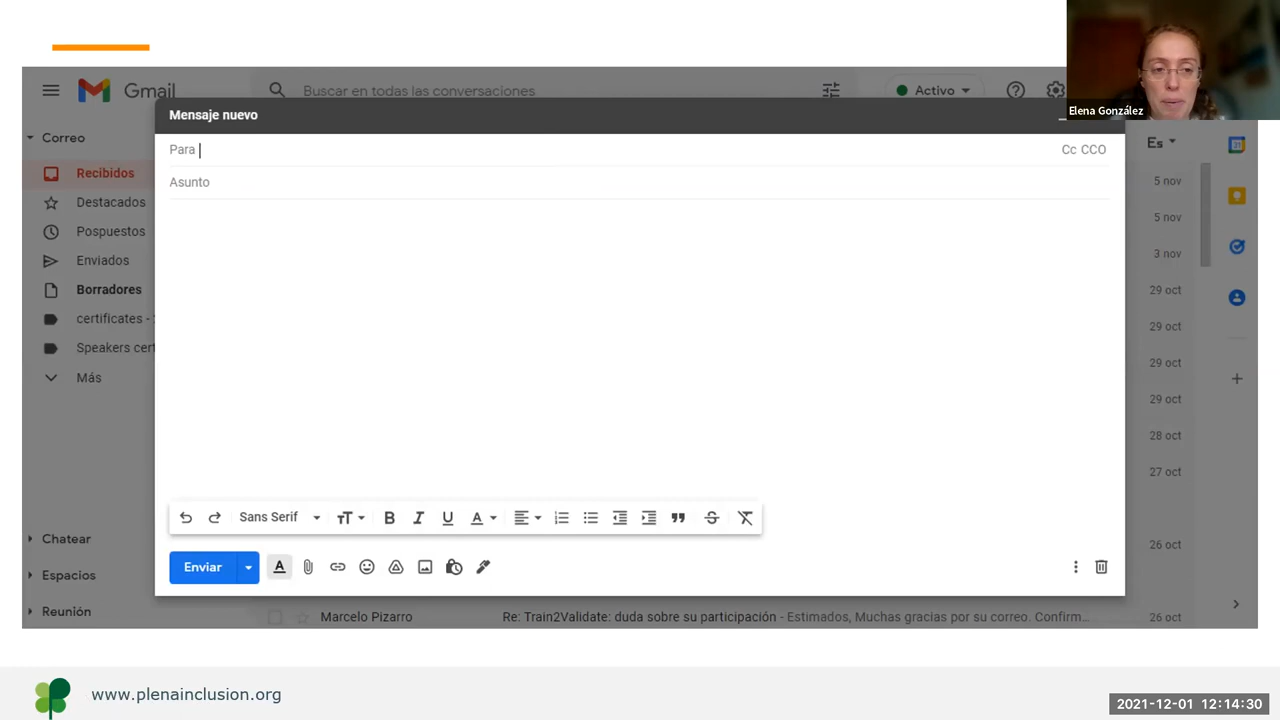 Gmail
Buscar en todas las conversaciones
Activo
Elena González
Mensaje nuevo
Correo
Para
Cc CCO
Es
Recibidos
5 nov
Asunto
Destacados
5 nov
Pospuestos
Enviados
3 nov
Borradores
29 oct
certificates -
29 oct
Speakers cert
29 oct
Más
29 oct
28 oct
27 oct
Sans Serif
Chatear
26 oct
Enviar
Espacios
Reunión
Marcelo Pizarro
Re: Train2Validate: duda sobre su participación - Estimados, Muchas gracias por su correo. Confirm...
26 oct
www.plenainclusion.org
2021-12-01 12:14:30